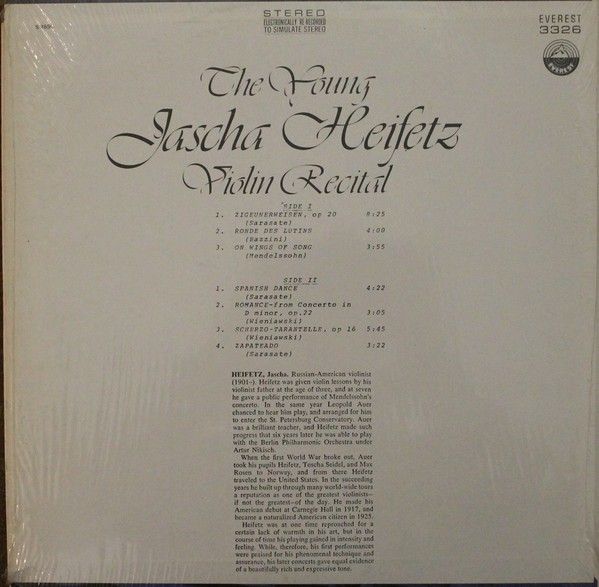 S-1896
STEREO
ELECTRONICALLY RE-RECORDED
TO SIMULATE STEREO
EVEREST
3326
EVEREST
The Young
Jascha Heifetz
Violin Recital
SIDE I
1. ZIGEUNERWEISEN, op 20 8:25
(Sarasate)
2. RONDE DES LUTINS 4:00
(Bazzini)
3. ON WINGS OF SONG 3:55
(Mendelssohn)
SIDE II
1. SPANISH DANCE 4:22
(Sarasate)
2. ROMANCE-from Concerto in
D minor, op.22 3:05
(Wieniawski)
3. SCHERZO-TARANTELLE, op 16 5:45
(Wieniawski)
4. ZAPATEADO 3:22
(Sarasate)
HEIFETZ, Jascha. Russian-American violinist
(1901-). Heifetz was given violin lessons by his
violinist father at the age of three, and at seven
he gave a public performance of Mendelssohn's
concerto. In the same year Leopold Auer
chanced to hear him play, and arranged for him
to enter the St. Petersburg Conservatory. Auer
was a brilliant teacher, and Heifetz made such
progress that six years later he was able to play
with the Berlin Philharmonic Orchestra under
Artur Nikisch.
When the first World War broke out, Auer
took his pupils Heifetz, Toscha Seidel, and Max
Rosen to Norway, and from there Heifetz
traveled to the United States. In the succeeding
years he built up through many world-wide tours
a reputation as one of the greatest violinists—
if not the greatest—of the day. He made his
American debut at Carnegie Hall in 1917, and
became a naturalized American citizen in 1925.
Heifetz was at one time reproached for a
certain lack of warmth in his art, but in the
course of time his playing gained in intensity and
feeling. While, therefore, his first performances
were praised for his phenomenal technique and
assurance, his later concerts gave equal evidence
of a beautifully rich and expressive tone.